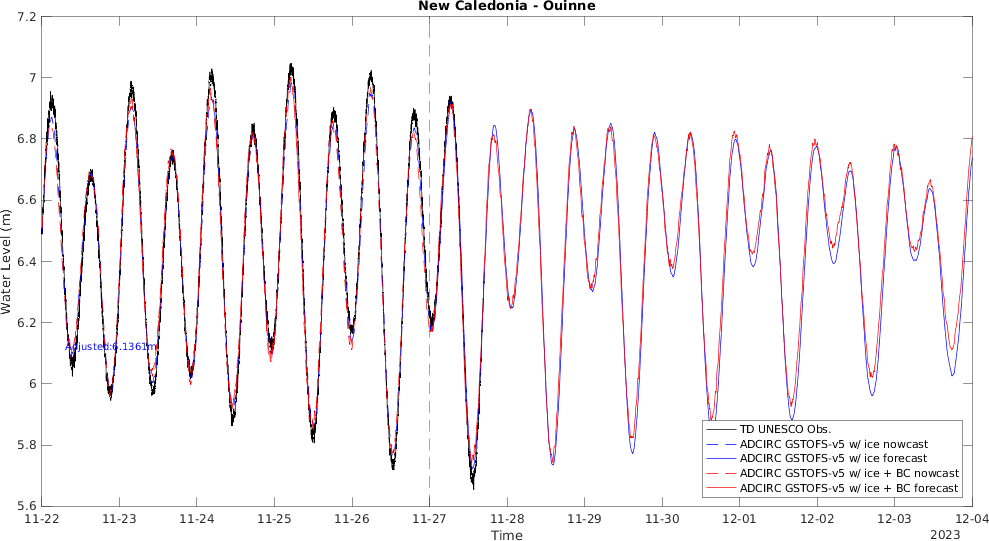 New Caledonia - Ouinne
7.2
7
6.8
6.6
6.4
6.2
6
5.8
5.6
Water Level (m)
Adjusted:6.1361m
TD UNESCO Obs.
ADCIRC GSTOFS-v5 w/ ice nowcast
ADCIRC GSTOFS-v5 w/ ice forecast
ADCIRC GSTOFS-v5 w/ ice + BC nowcast
ADCIRC GSTOFS-v5 w/ ice + BC forecast
11-22 11-23 11-24 11-25 11-26 11-27 11-28 11-29 11-30 12-01 12-02 12-03 12-04
Time
2023